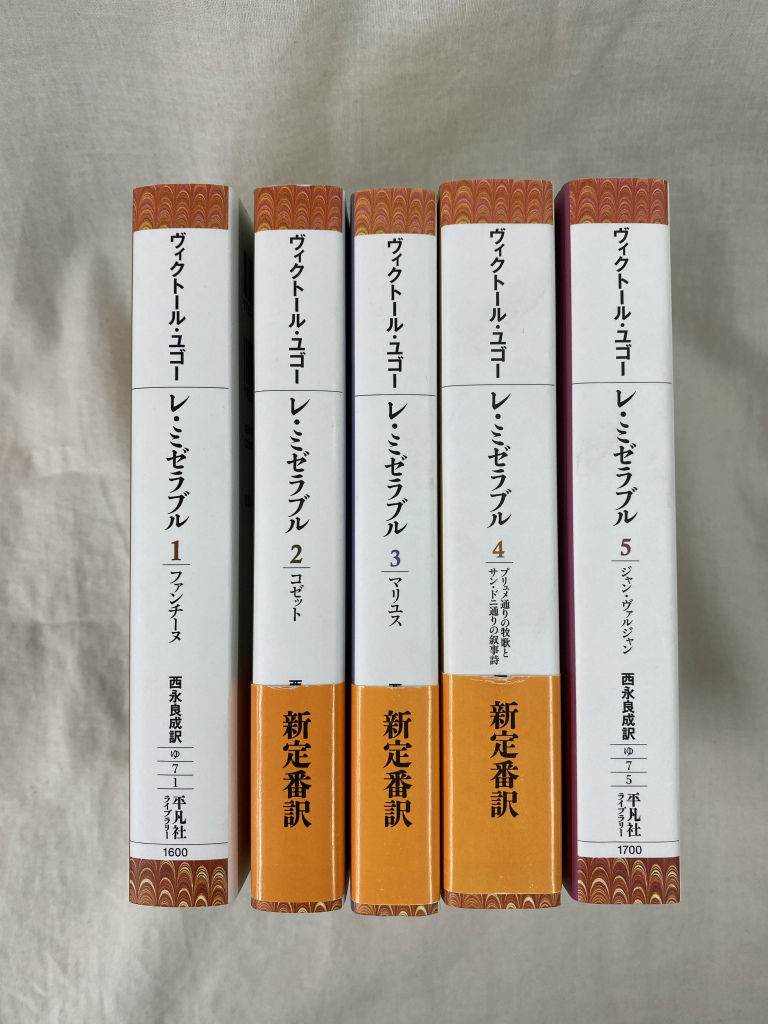 ヴィクトール・ユゴー
レ・ミゼラブル
1
ファンチーヌ
西永良成訳
ゆ
7
1
平凡社
ライブラリー
1600
ヴィクトール・ユゴー
レ・ミゼラブル
2
コゼット
新定番訳
ヴィクトール・ユゴー
レ・ミゼラブル
3
マリユス
新定番訳
ヴィクトール・ユゴー
レ・ミゼラブル
4
プリュメ通りの牧歌と
サン・ドニ通りの叙事詩
新定番訳
ヴィクトール・ユゴー
レ・ミゼラブル
5
ジャン・ヴァルジャン
西永良成訳
ゆ
7
5
平凡社
ライブラリー
1700